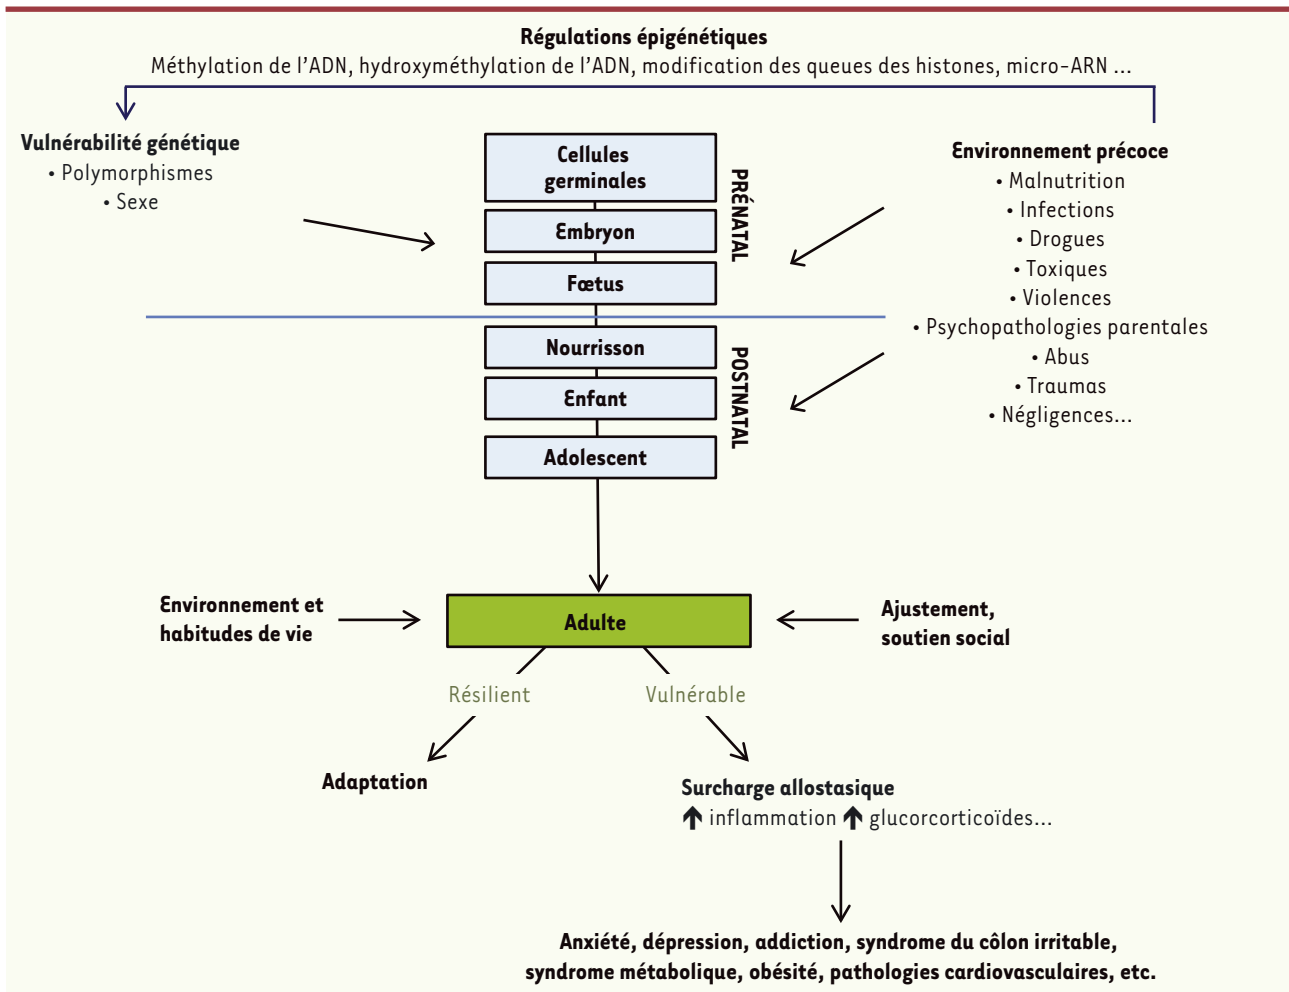 Régulations épigénétiques
Méthylation de l'ADN, hydroxyméthylation de l'ADN, modification des queues des histones, micro-ARN ...
Vulnérabilité génétique
• Polymorphismes
• Sexe
Cellules
germinales
Embryon
Fœtus
PRÉNATAL
Nourrisson
Enfant
Adolescent
POSTNATAL
Environnement précoce
• Malnutrition
• Infections
• Drogues
• Toxiques
• Violences
• Psychopathologies parentales
• Abus
• Traumas
• Négligences...
Environnement et
habitudes de vie
Adulte
Ajustement,
soutien social
Résilient
Vulnérable
Adaptation
Surcharge allostasique
inflammation glucorcorticoïdes...
Anxiété, dépression, addiction, syndrome du côlon irritable,
syndrome métabolique, obésité, pathologies cardiovasculaires, etc.